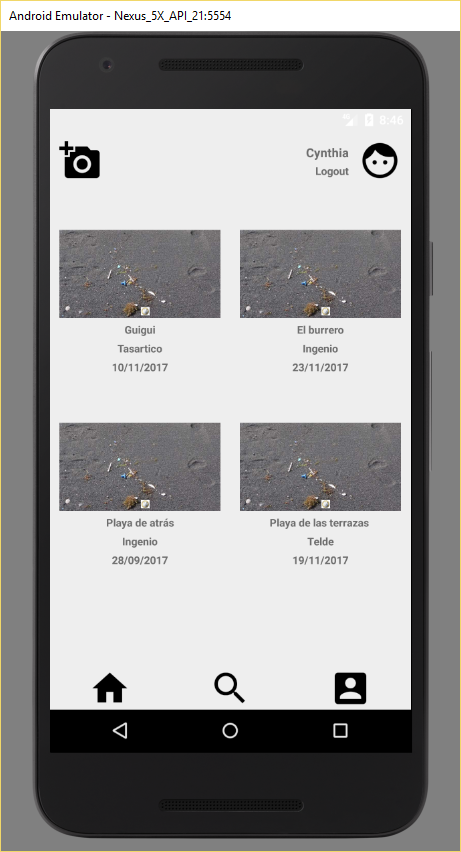 Android Emulator - Nexus_5X_API_21:5554
8:46
Cynthia
Logout
Guigui
Tasartico
10/11/2017
El burrero
Ingenio
23/11/2017
Playa de atrás
Ingenio
28/09/2017
Playa de las terrazas
Telde
19/11/2017